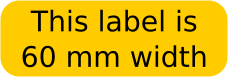 This label is
60 mm width